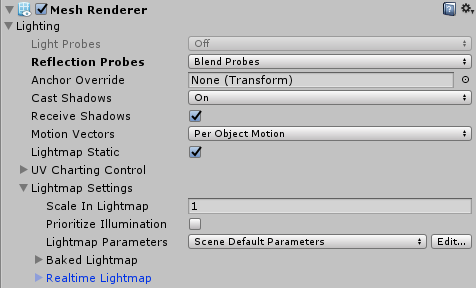 Mesh Renderer
Lighting
Light Probes Off
Reflection Probes Blend Probes
Anchor Override None (Transform)
Cast Shadows On
Receive Shadows
Motion Vectors Per Object Motion
Lightmap Static
UV Charting Control
Lightmap Settings
Scale In Lightmap 1
Prioritize Illumination
Lightmap Parameters Scene Default Parameters Edit...
Baked Lightmap
Realtime Lightmap